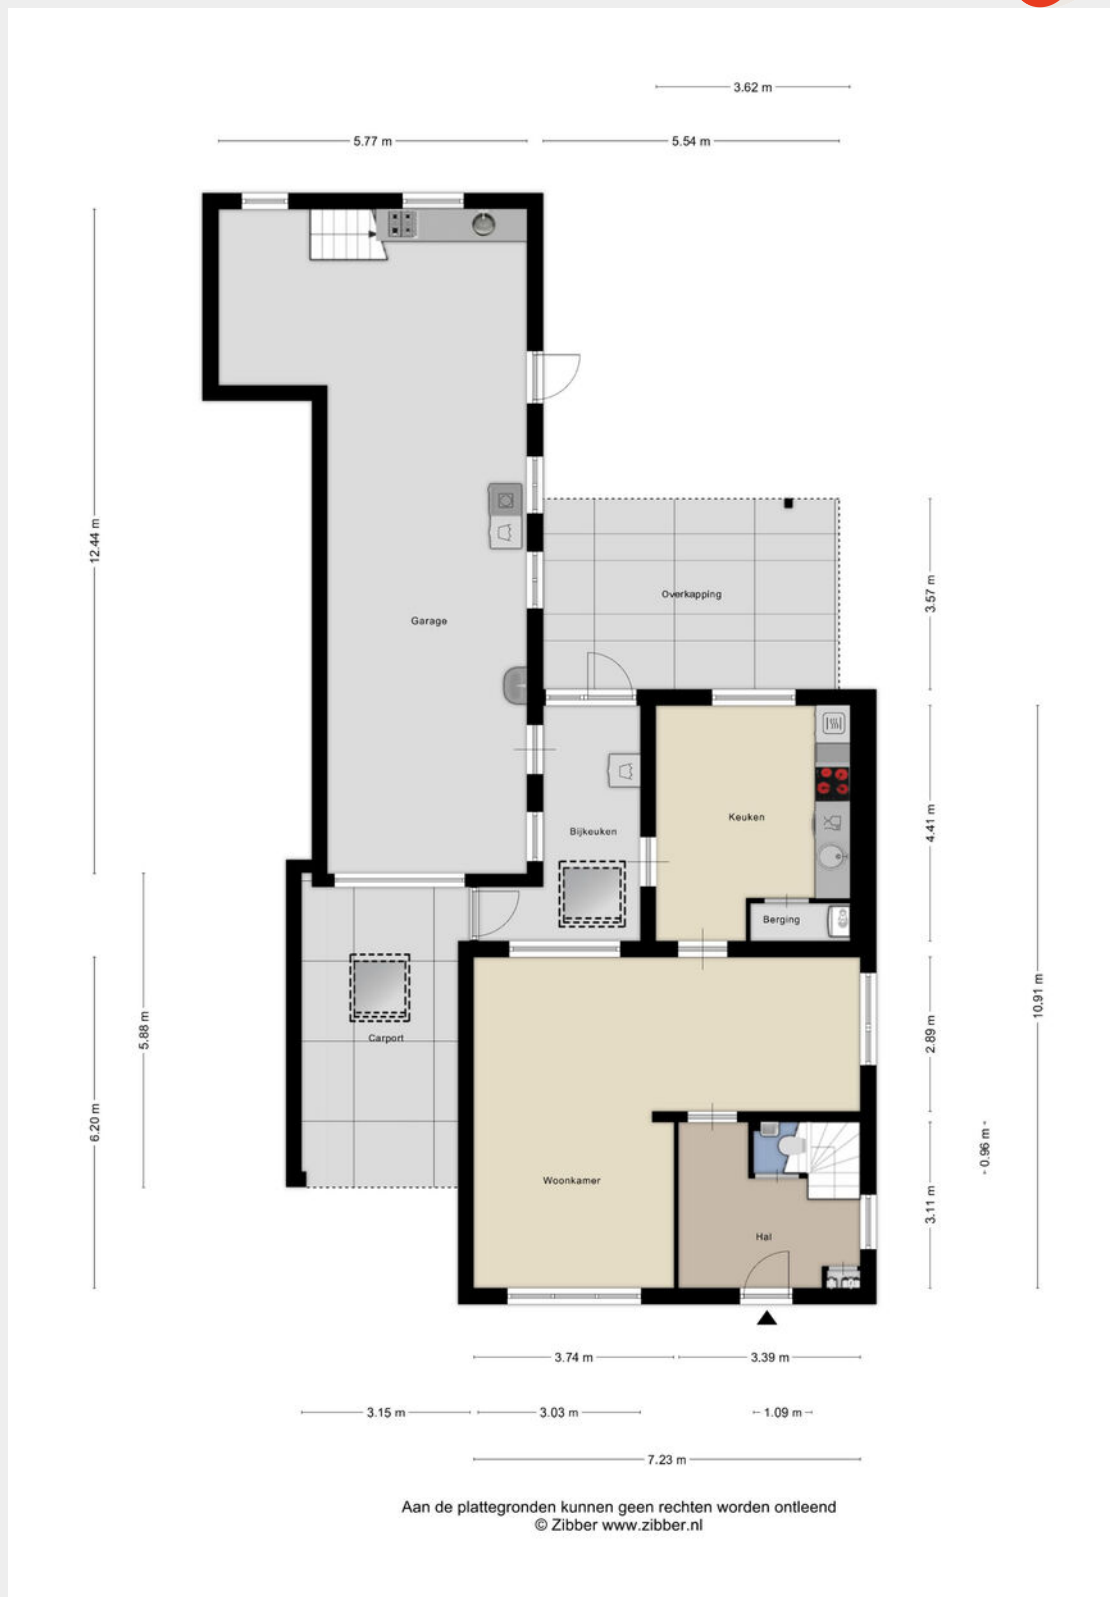 3.62 m
5.77 m
5.54 m
12.44 m
3.57 m
Overkapping
Garage
Keuken
Bijkeuken
4.41 m
Berging
10.91 m
5.88 m
Carport
2.89 m
6.20 m
0.96 m
Woonkamer
3.11 m
Hal
3.74 m
3.39 m
3.15 m
3.03 m
1.09 m
7.23 m
Aan de plattegronden kunnen geen rechten worden ontleend
© Zibber www.zibber.nl